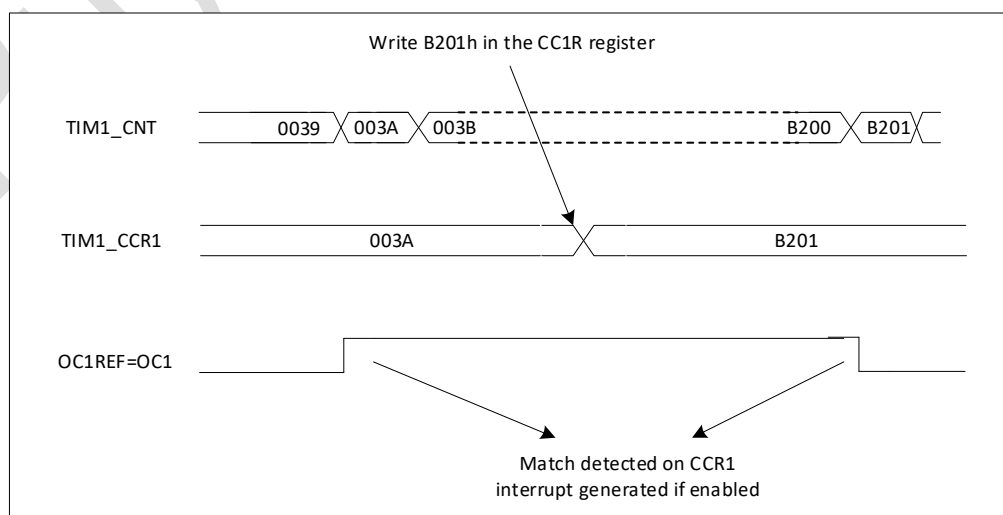 Write B201h in the CC1R register
TIM1_CNT
0039
003A
003B
B200
B201
TIM1_CCR1
003A
B201
OC1REF=OC1
Match detected on CCR1
interrupt generated if enabled